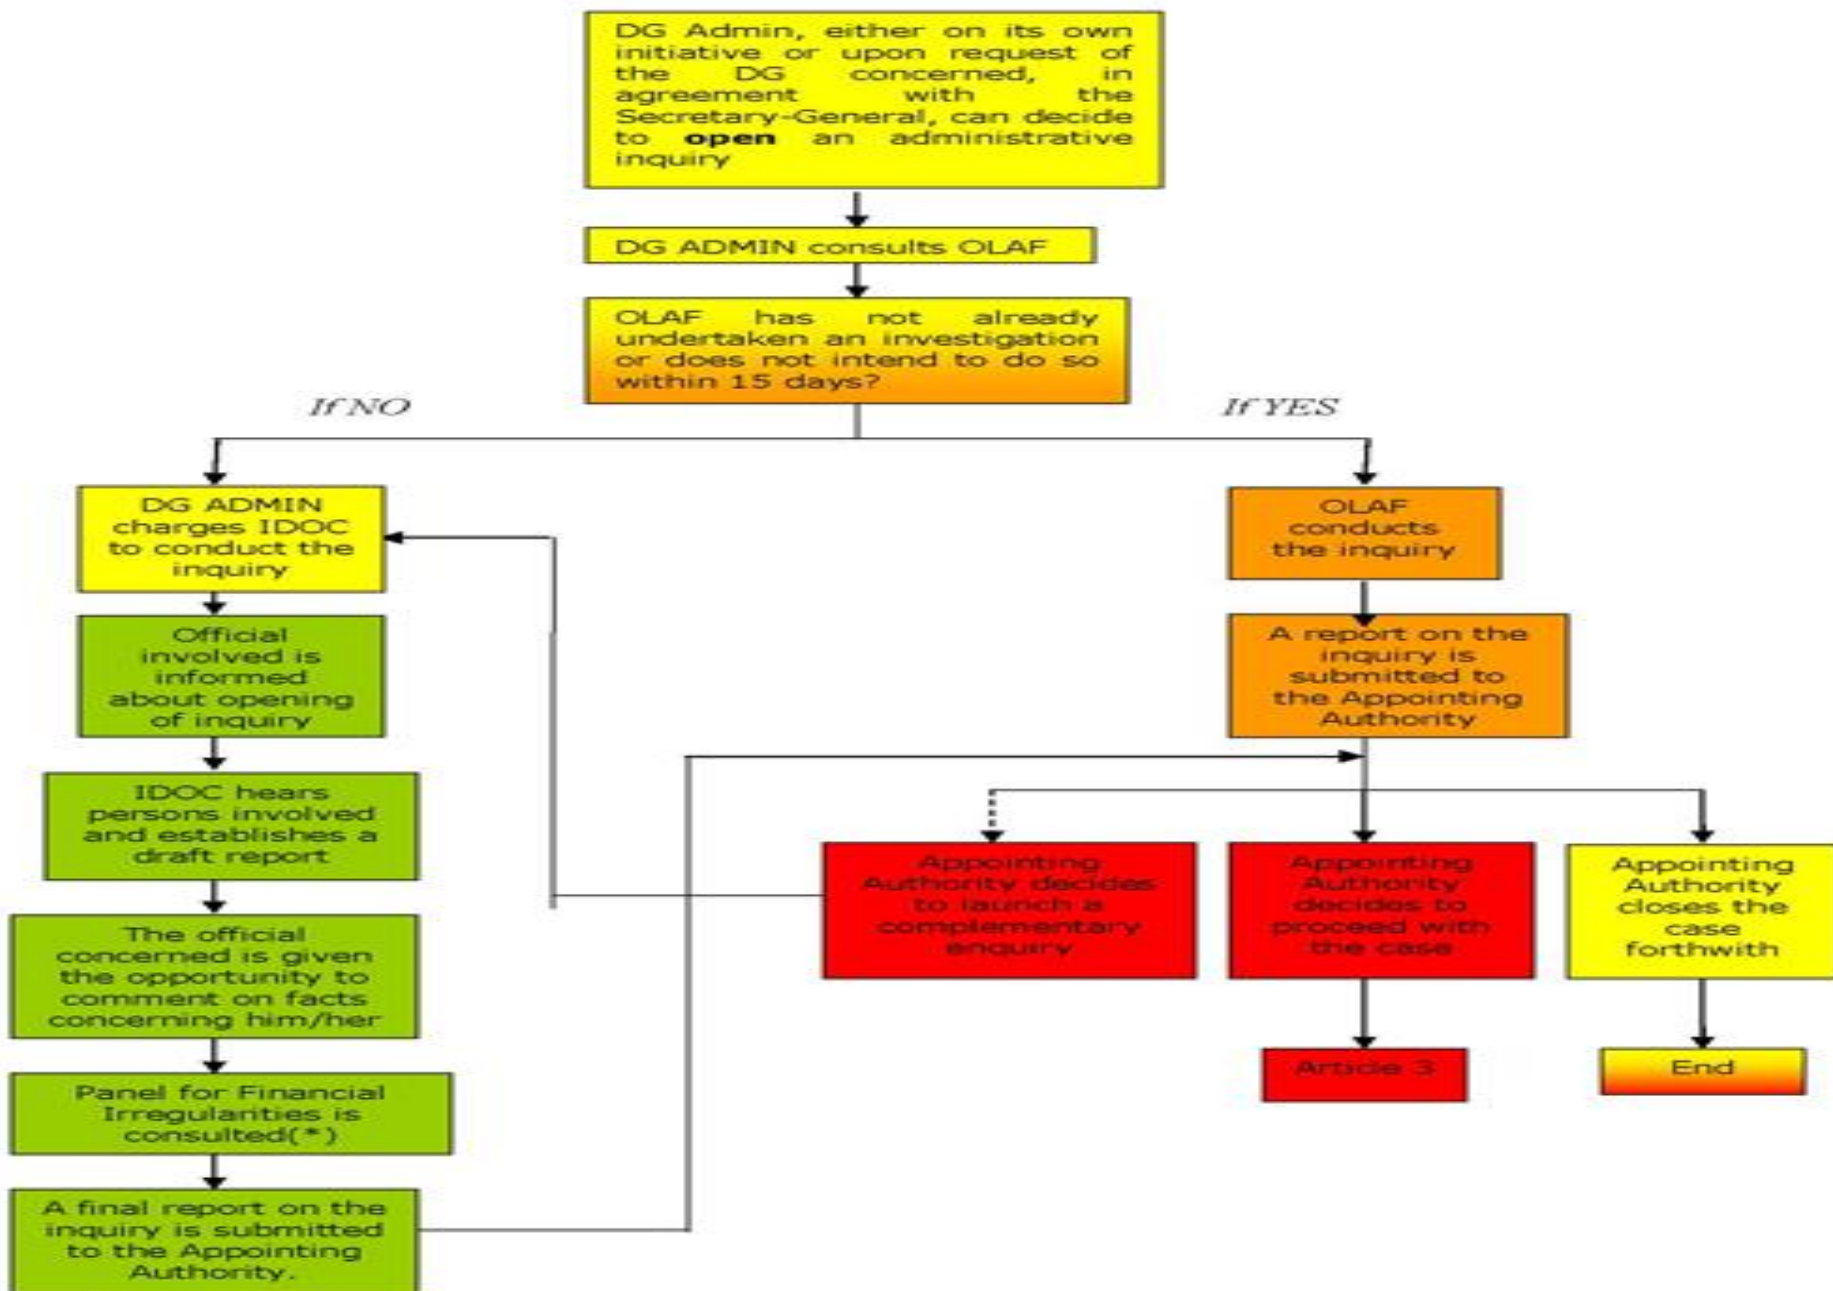 DG Admin, either on its own
initiative or upon request of
the DG concerned, in
agreement with the
Secretary-General, can decide
to open an administrative
inquiry
DG ADMIN consults OLAF
OLAF has not already
undertaken an investigation
or does not intend to do so
within 15 days?
If NO
If YES
DG ADMIN
charges IDOC
to conduct the
inquiry
OLAF
conducts
the inquiry
Official
involved is
informed
about opening
of inquiry
A report on the
inquiry is
submitted to
the Appointing
Authority
IDOC hears
persons involved
and establishes a
draft report
Appointing
Authority decides
to launch a
complementary
enquiry
Appointing
Authority
decides to
proceed with
the case
Appointing
Authority
closes the
case
forthwith
The official
concerned is given
the opportunity to
comment on facts
concerning him/her
Article 3
End
Panel for Financial
Irregularities is
consulted(*)
A final report on the
inquiry is submitted
to the Appointing
Authority.